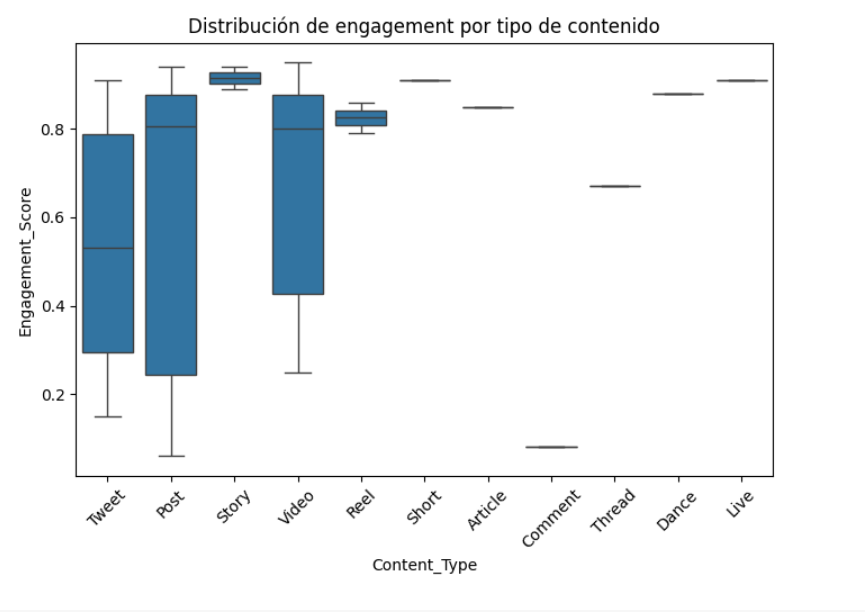 Distribución de engagement por tipo de contenido
Engagement_Score
0.8
0.6
0.4
0.2
Tweet
Post
Story
Video
Reel
Short
Article
Comment
Thread
Dance
Live
Content_Type